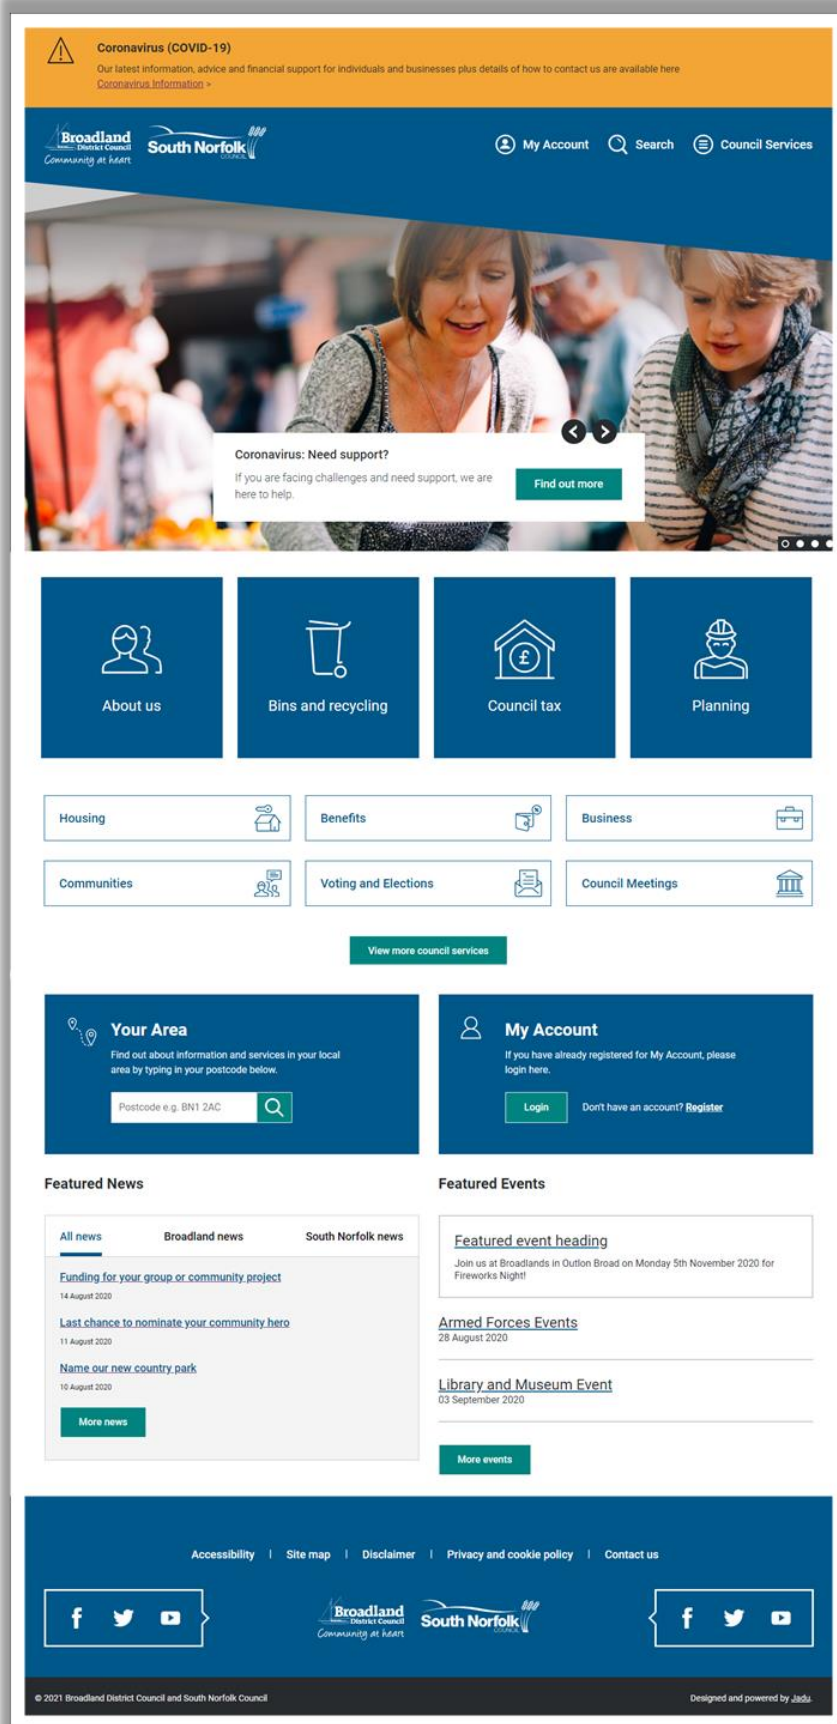 Coronavirus (COVID-19)
Our latest information, advice and financial support for individuals and businesses plus details of how to contact us are available here
Coronavirus Information >
Broadland
District Council
Community at heart
South Norfolk
COUNCIL
My Account
Search
Council Services
Coronavirus: Need support?
If you are facing challenges and need support, we are
here to help.
Find out more
About us
Bins and recycling
Council tax
Planning
Housing
Benefits
Business
Communities
Voting and Elections
Council Meetings
View more council services
Your Area
Find out about information and services in your local
area by typing in your postcode below.
Postcode e.g. BN1 2AC
My Account
If you have already registered for My Account, please
login here.
Login
Don't have an account? Register
Featured News
All news
Broadland news
South Norfolk news
Funding for your group or community project
14 August 2020
Last chance to nominate your community hero
11 August 2020
Name our new country park
10 August 2020
More news
Featured Events
Featured event heading
Join us at Broadlands in Outlon Broad on Monday 5th November 2020 for
Fireworks Night!
Armed Forces Events
28 August 2020
Library and Museum Event
03 September 2020
More events
Accessibility | Site map | Disclaimer | Privacy and cookie policy | Contact us
Broadland
District Council
Community at heart
South Norfolk
COUNCIL
© 2021 Broadland District Council and South Norfolk Council
Designed and powered by Jadu.